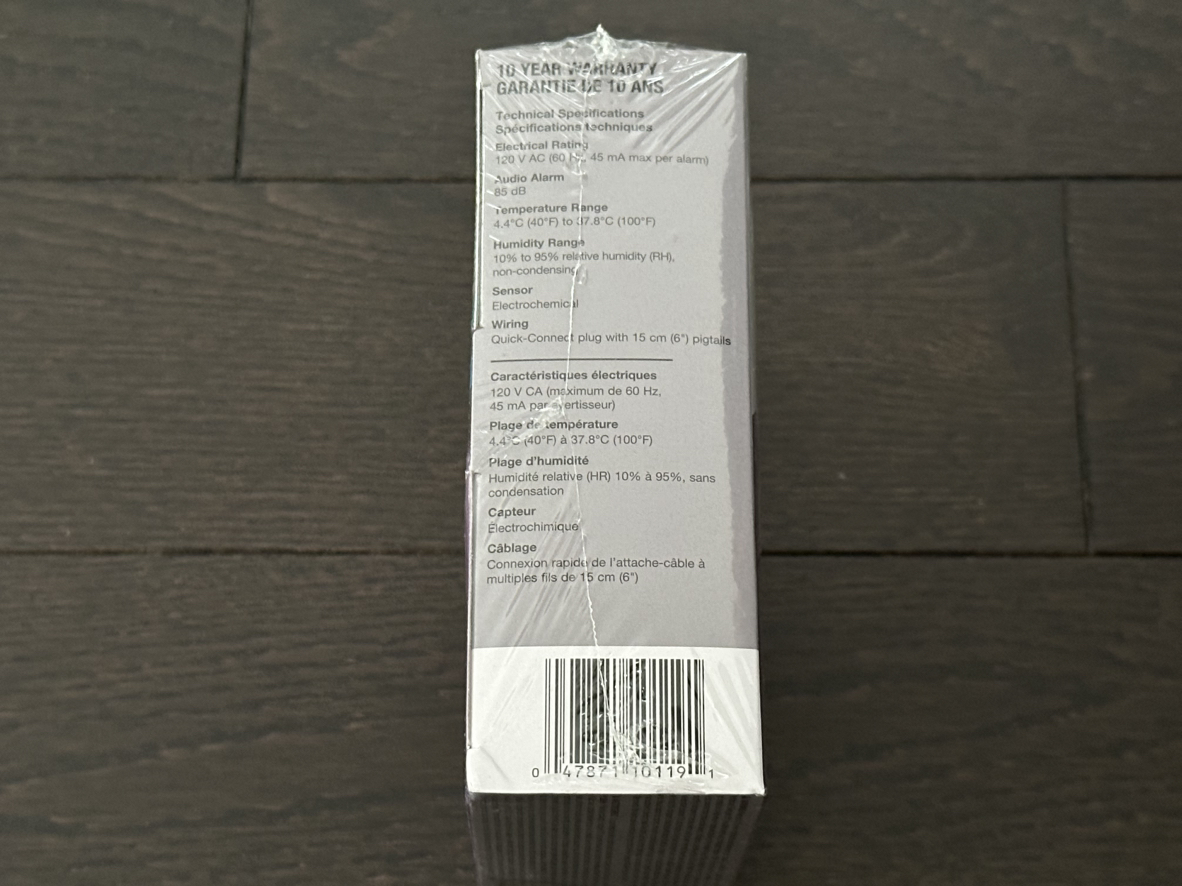 10 YEAR WARRANTY
GARANTIE DE 10 ANS
Technical Specifications
Spécifications techniques
Electrical Rating
120 V AC (60 Hz, 45 mA max per alarm)
Audio Alarm
85 dB
Temperature Range
4.4°C (40°F) to 37.8°C (100°F)
Humidity Range
10% to 95% relative humidity (RH),
non-condensing
Sensor
Electrochemical
Wiring
Quick-Connect plug with 15 cm (6") pigtails
Caractéristiques électriques
120 V CA (maximum de 60 Hz,
45 mA par avertisseur)
Plage de température
4.4°C (40°F) à 37.8°C (100°F)
Plage d'humidité
Humidité relative (HR) 10% à 95%, sans
condensation
Capteur
Électrochimique
Câblage
Connexion rapide de l'attache-câble à
multiples fils de 15 cm (6")
0 47871 10119 1